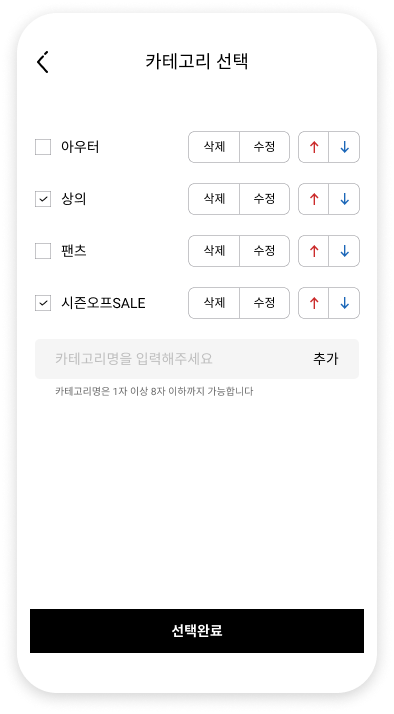 카테고리 선택
아우터 삭제 수정 ↑ ↓
상의 삭제 수정 ↑ ↓
팬츠 삭제 수정 ↑ ↓
시즌오프SALE 삭제 수정 ↑ ↓
카테고리명을 입력해주세요 추가
카테고리명은 1자 이상 8자 이하까지 가능합니다
선택완료